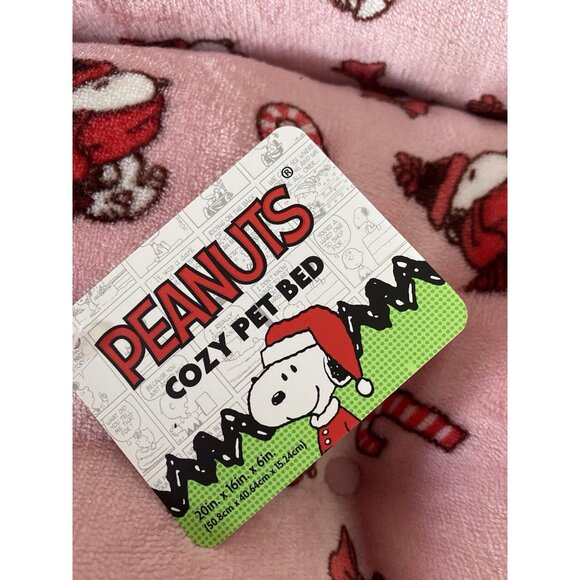 PEANUTS®
COZY PET BED
20in. x 16in. x 6in.
(50.8cm x 40.64cm x 15.24cm)